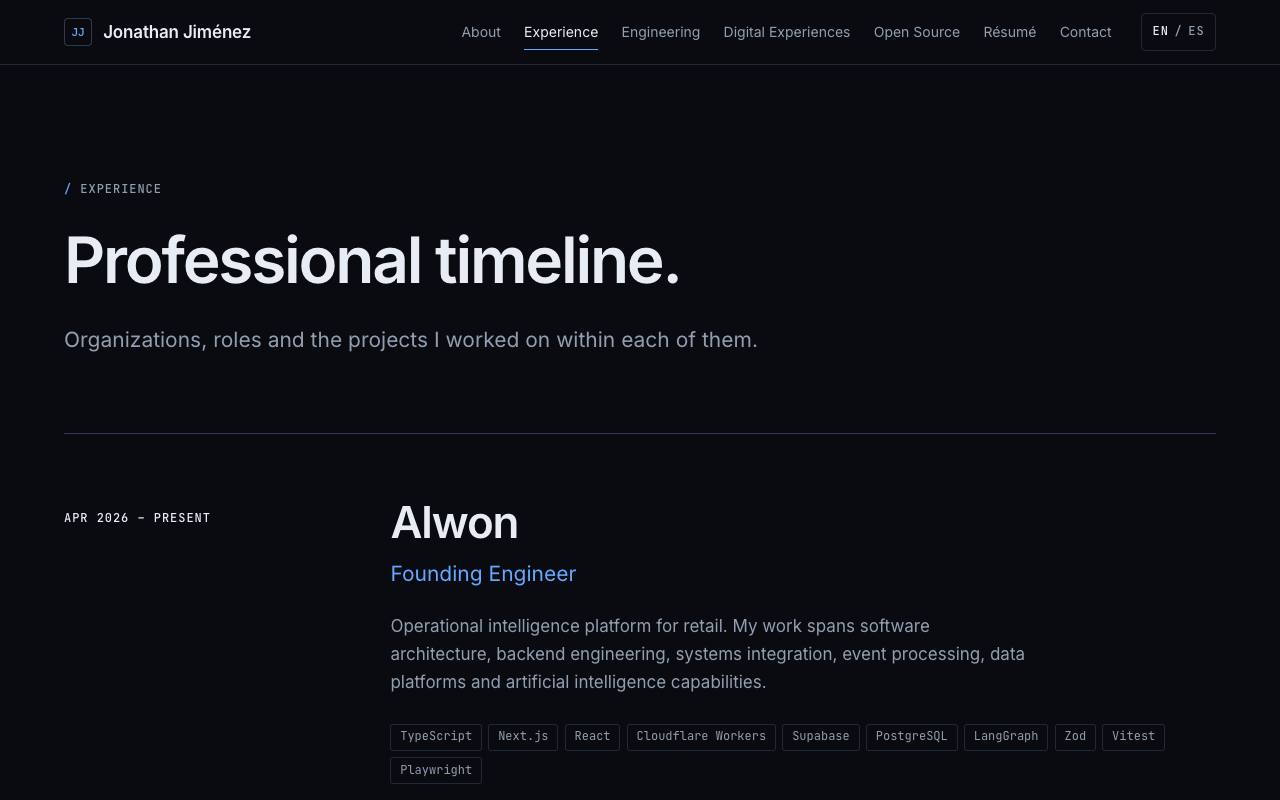 JJ Jonathan Jiménez About Experience Engineering Digital Experiences Open Source Résumé Contact EN / ES
/ EXPERIENCE
Professional timeline.
Organizations, roles and the projects I worked on within each of them.
APR 2026 – PRESENT
Alwon
Founding Engineer
Operational intelligence platform for retail. My work spans software
architecture, backend engineering, systems integration, event processing, data
platforms and artificial intelligence capabilities.
TypeScript Next.js React Cloudflare Workers Supabase PostgreSQL LangGraph Zod Vitest
Playwright